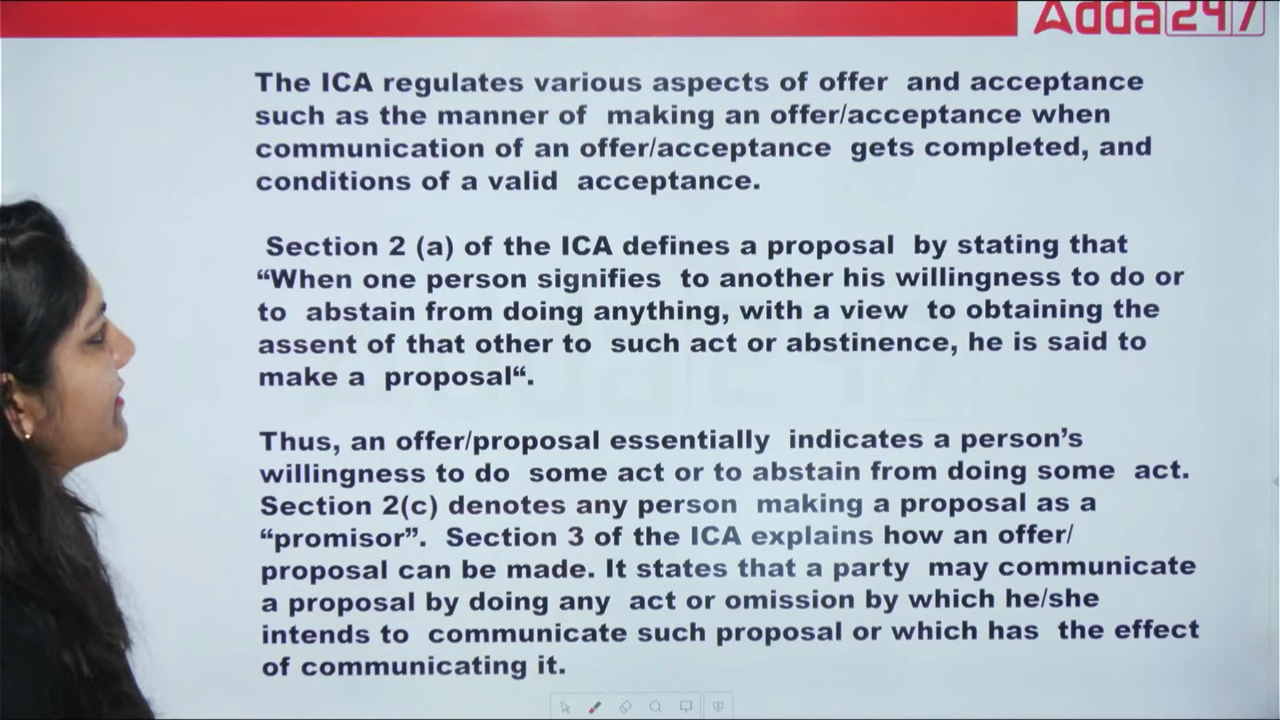 Adda247
The ICA regulates various aspects of offer and acceptance
such as the manner of making an offer/acceptance when
communication of an offer/acceptance gets completed, and
conditions of a valid acceptance.
Section 2 (a) of the ICA defines a proposal by stating that
“When one person signifies to another his willingness to do or
to abstain from doing anything, with a view to obtaining the
assent of that other to such act or abstinence, he is said to
make a proposal“.
Thus, an offer/proposal essentially indicates a person’s
willingness to do some act or to abstain from doing some act.
Section 2(c) denotes any person making a proposal as a
“promisor”. Section 3 of the ICA explains how an offer/
proposal can be made. It states that a party may communicate
a proposal by doing any act or omission by which he/she
intends to communicate such proposal or which has the effect
of communicating it.